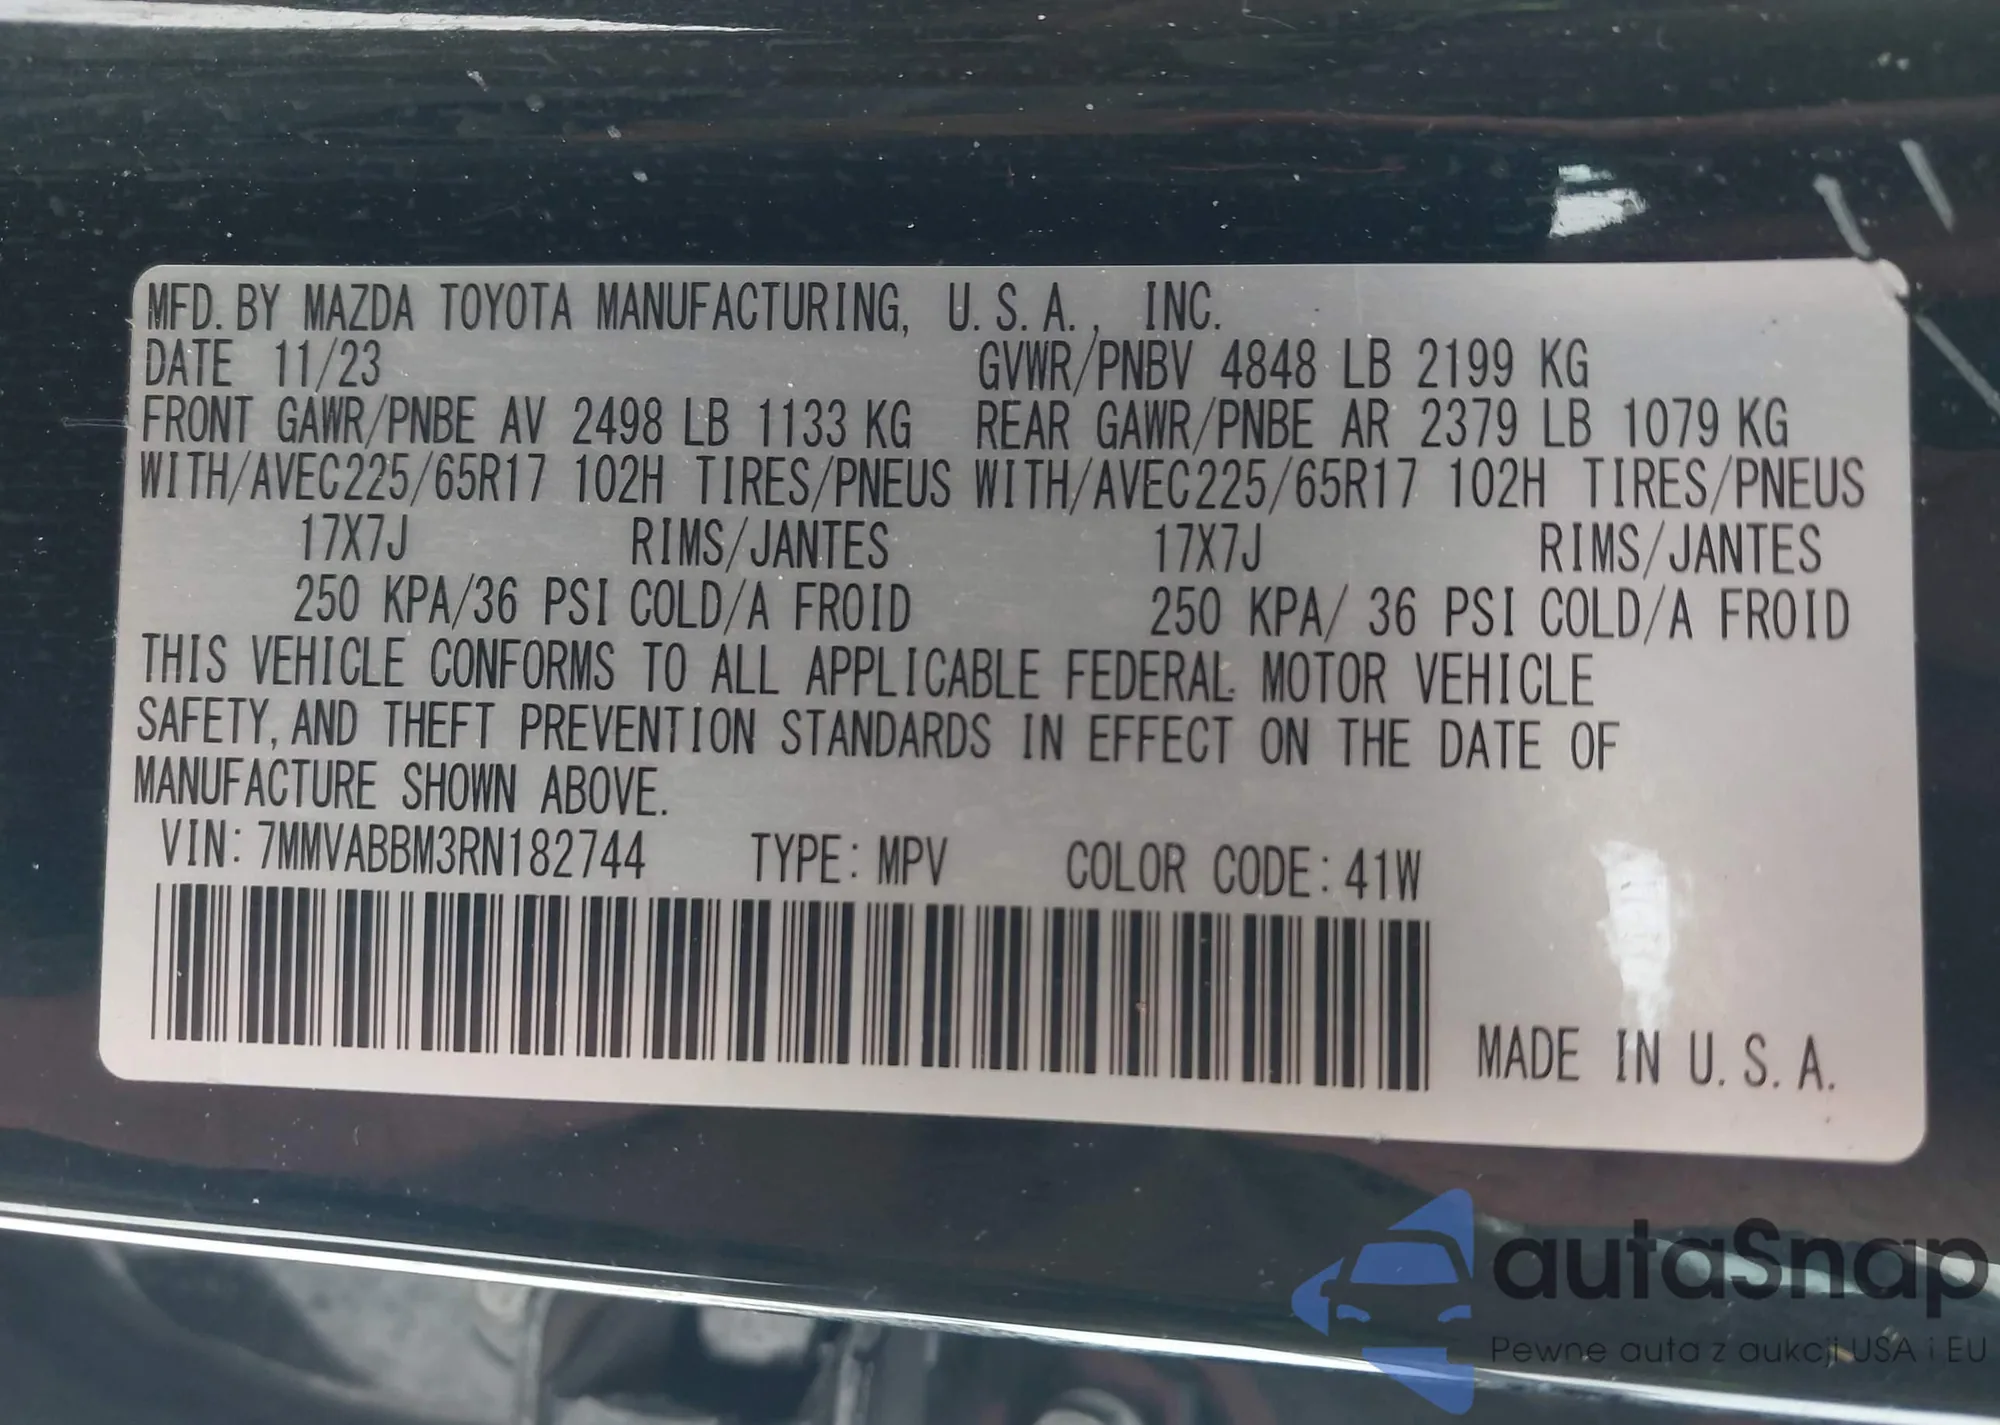 MFD. BY MAZDA TOYOTA MANUFACTURING, U.S.A., INC.
DATE 11/23 GVWR/PNBV 4848 LB 2199 KG
FRONT GAWR/PNBE AV 2498 LB 1133 KG REAR GAWR/PNBE AR 2379 LB 1079 KG
WITH/AVEC225/65R17 102H TIRES/PNEUS WITH/AVEC225/65R17 102H TIRES/PNEUS
17X7J RIMS/JANTES 17X7J RIMS/JANTES
250 KPA/36 PSI COLD/A FROID 250 KPA/ 36 PSI COLD/A FROID
THIS VEHICLE CONFORMS TO ALL APPLICABLE FEDERAL MOTOR VEHICLE
SAFETY, AND THEFT PREVENTION STANDARDS IN EFFECT ON THE DATE OF
MANUFACTURE SHOWN ABOVE.
VIN: 7MMVABBM3RN182744 TYPE: MPV COLOR CODE: 41W
MADE IN U.S.A.
autaSnap
Pewne auta z aukcji USA i EU